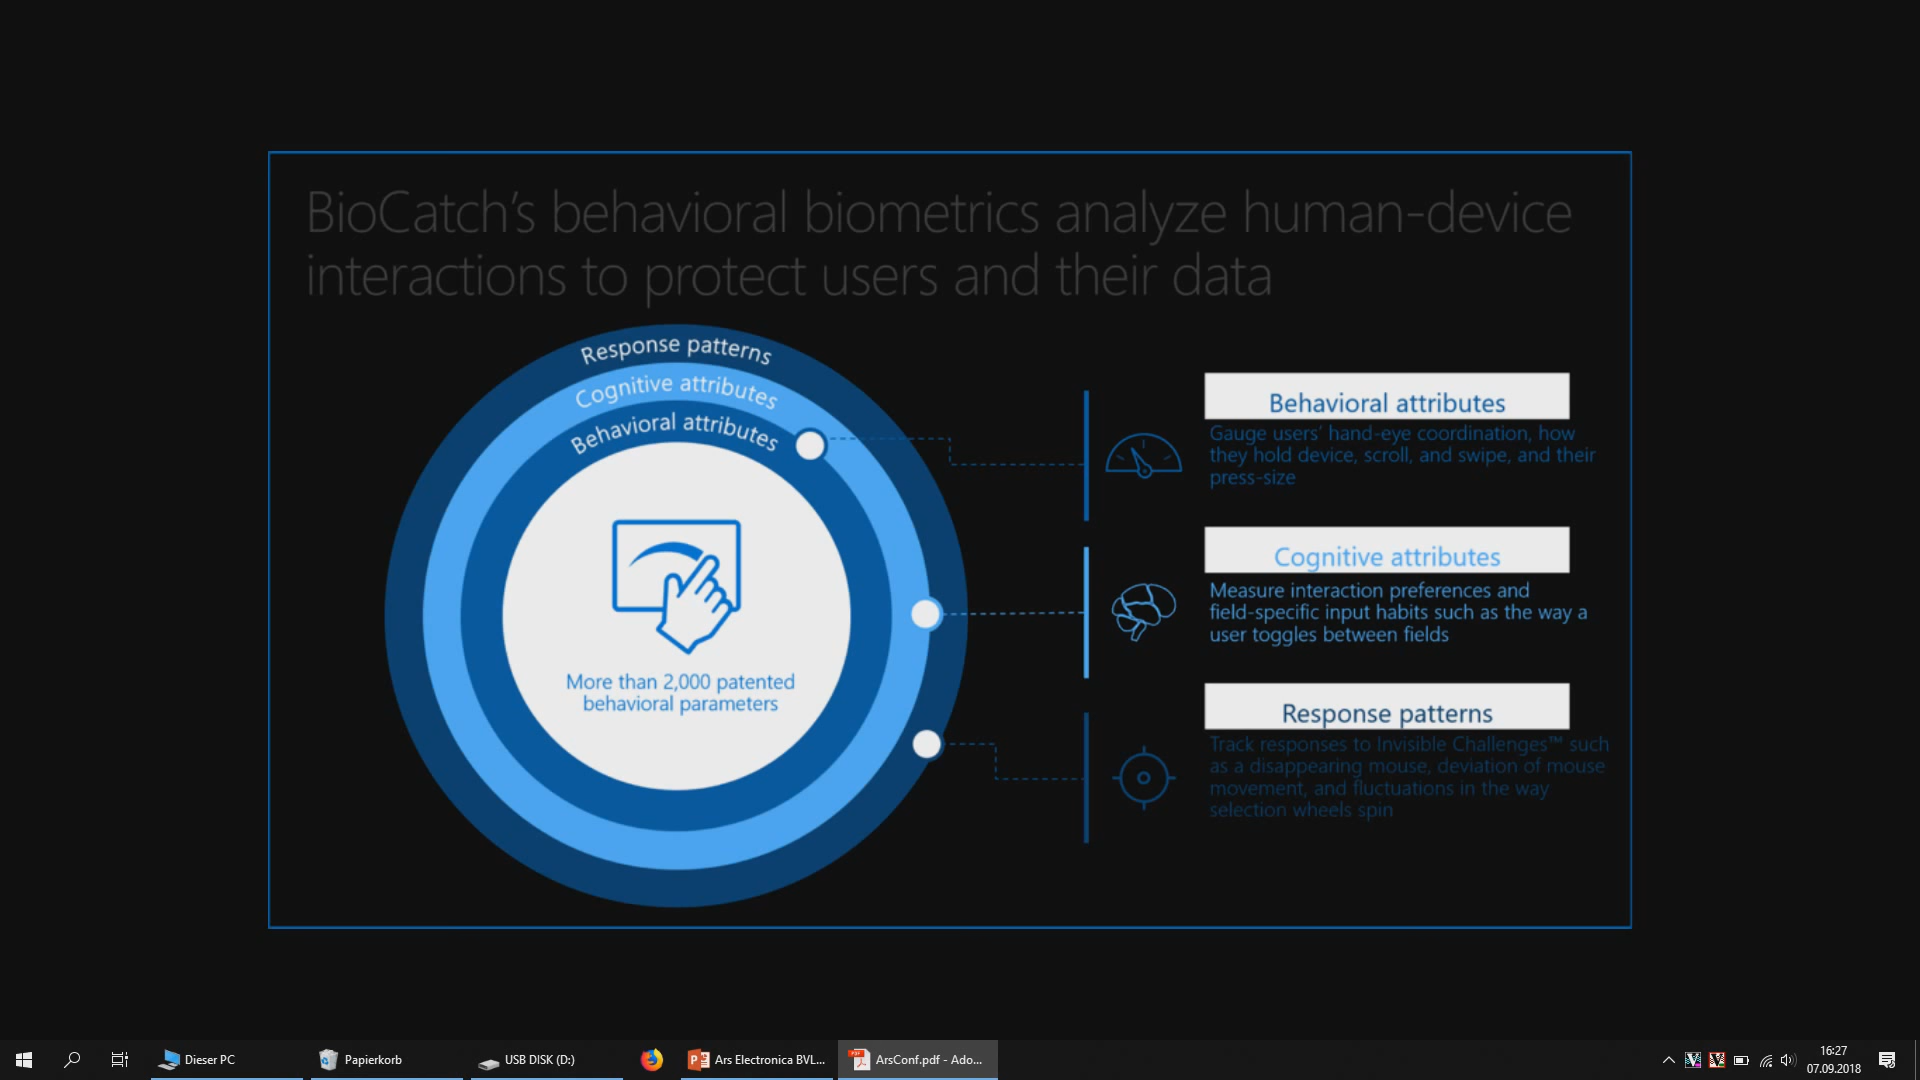 BioCatch’s behavioral biometrics analyze human-device
interactions to protect users and their data
Response patterns
Cognitive attributes
Behavioral attributes
More than 2,000 patented
behavioral parameters
Behavioral attributes
Gauge users’ hand-eye coordination, how
they hold device, scroll, and swipe, and their
press-size
Cognitive attributes
Measure interaction preferences and
field-specific input habits such as the way a
user toggles between fields
Response patterns
Track responses to Invisible Challenges™ such
as a disappearing mouse, deviation of mouse
movement, and fluctuations in the way
selection wheels spin
Dieser PC
Papierkorb
USB DISK (D:)
Ars Electronica BVL...
ArsConf.pdf - Ado...
16:27
07.09.2018